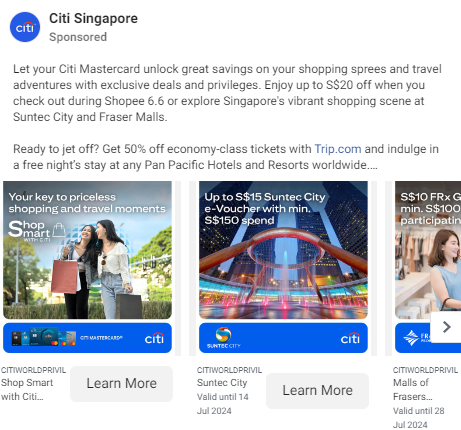 citi
Citi Singapore
Sponsored
Let your Citi Mastercard unlock great savings on your shopping sprees and travel
adventures with exclusive deals and privileges. Enjoy up to S$20 off when you
check out during Shopee 6.6 or explore Singapore's vibrant shopping scene at
Suntec City and Fraser Malls.
Ready to jet off? Get 50% off economy-class tickets with Trip.com and indulge in
a free night's stay at any Pan Pacific Hotels and Resorts worldwide....
Your key to priceless
shopping and travel moments
Shop
Smart
WITH CITI
CITI MASTERCARD®
citi
Up to S$15 Suntec City
e-Voucher with min.
S$150 spend
SUNTEC CITY
citi
S$10 FRx G
min. S$100
participatin
FR
CITIWORLDPRIVIL
Shop Smart
with Citi...
Learn More
CITIWORLDPRIVIL
Suntec City
Valid until 14
Jul 2024
Learn More
CITIWORLDPRIVIL
Malls of
Frasers...
Valid until 28
Jul 2024